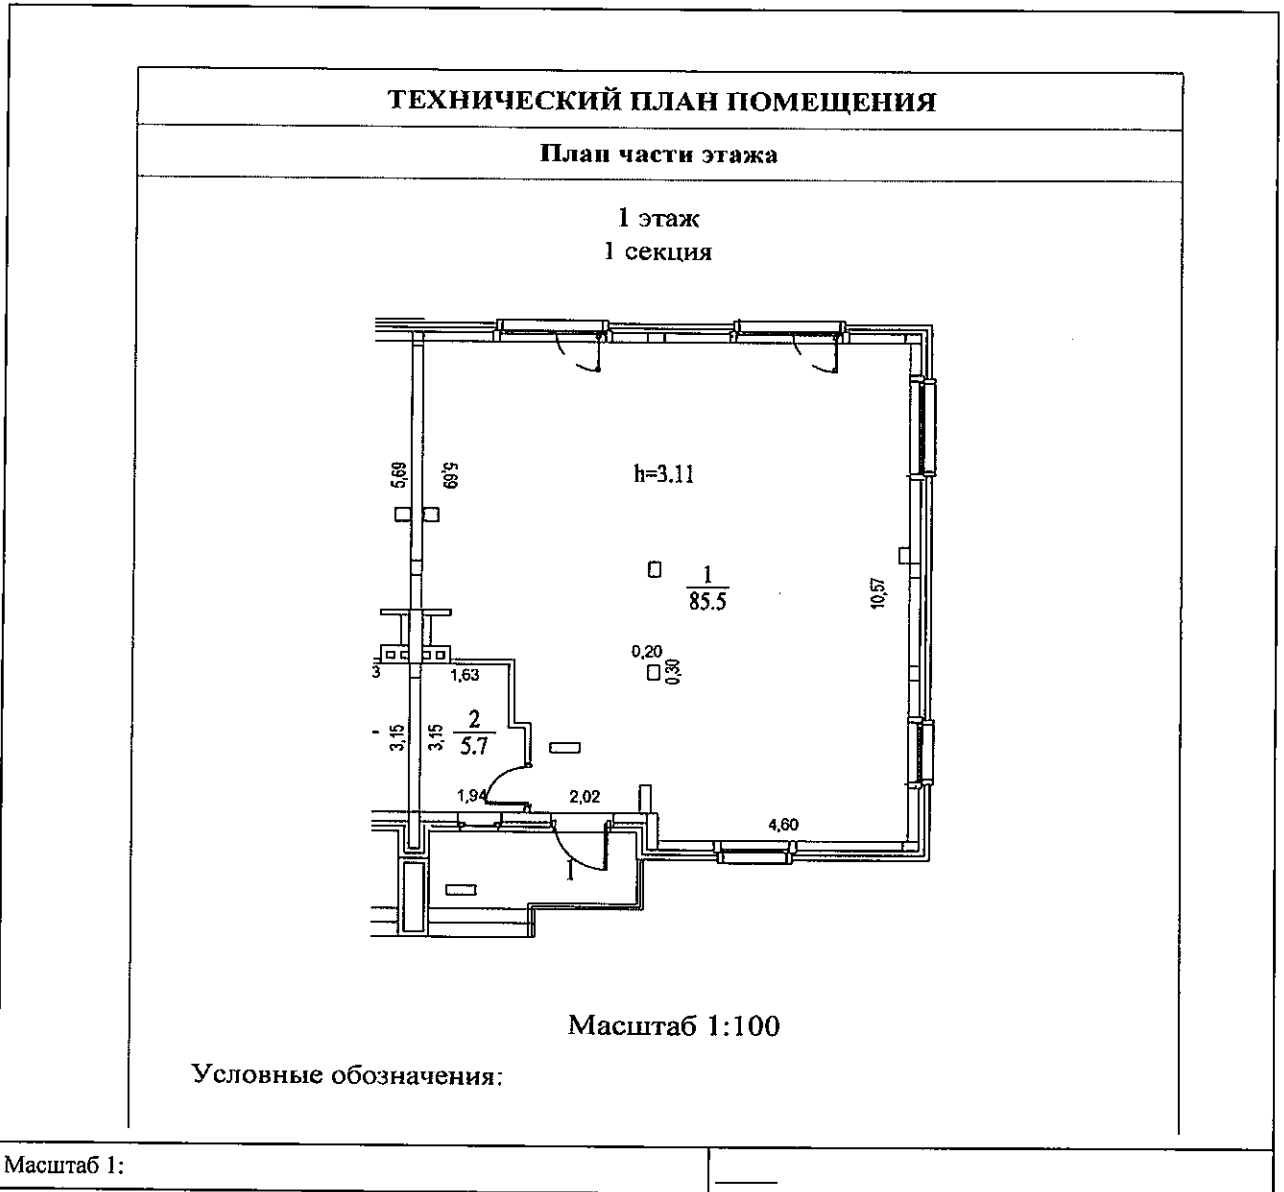 ТЕХНИЧЕСКИЙ ПЛАН ПОМЕЩЕНИЯ
План части этажа
1 этаж
1 секция
5,69
5,69
h=3.11
1
85.5
10,57
0,20
0,30
3
1,63
3,15
3,15
2
5.7
1,94
2,02
4,60
1
Масштаб 1:100
Условные обозначения:
Масштаб 1: